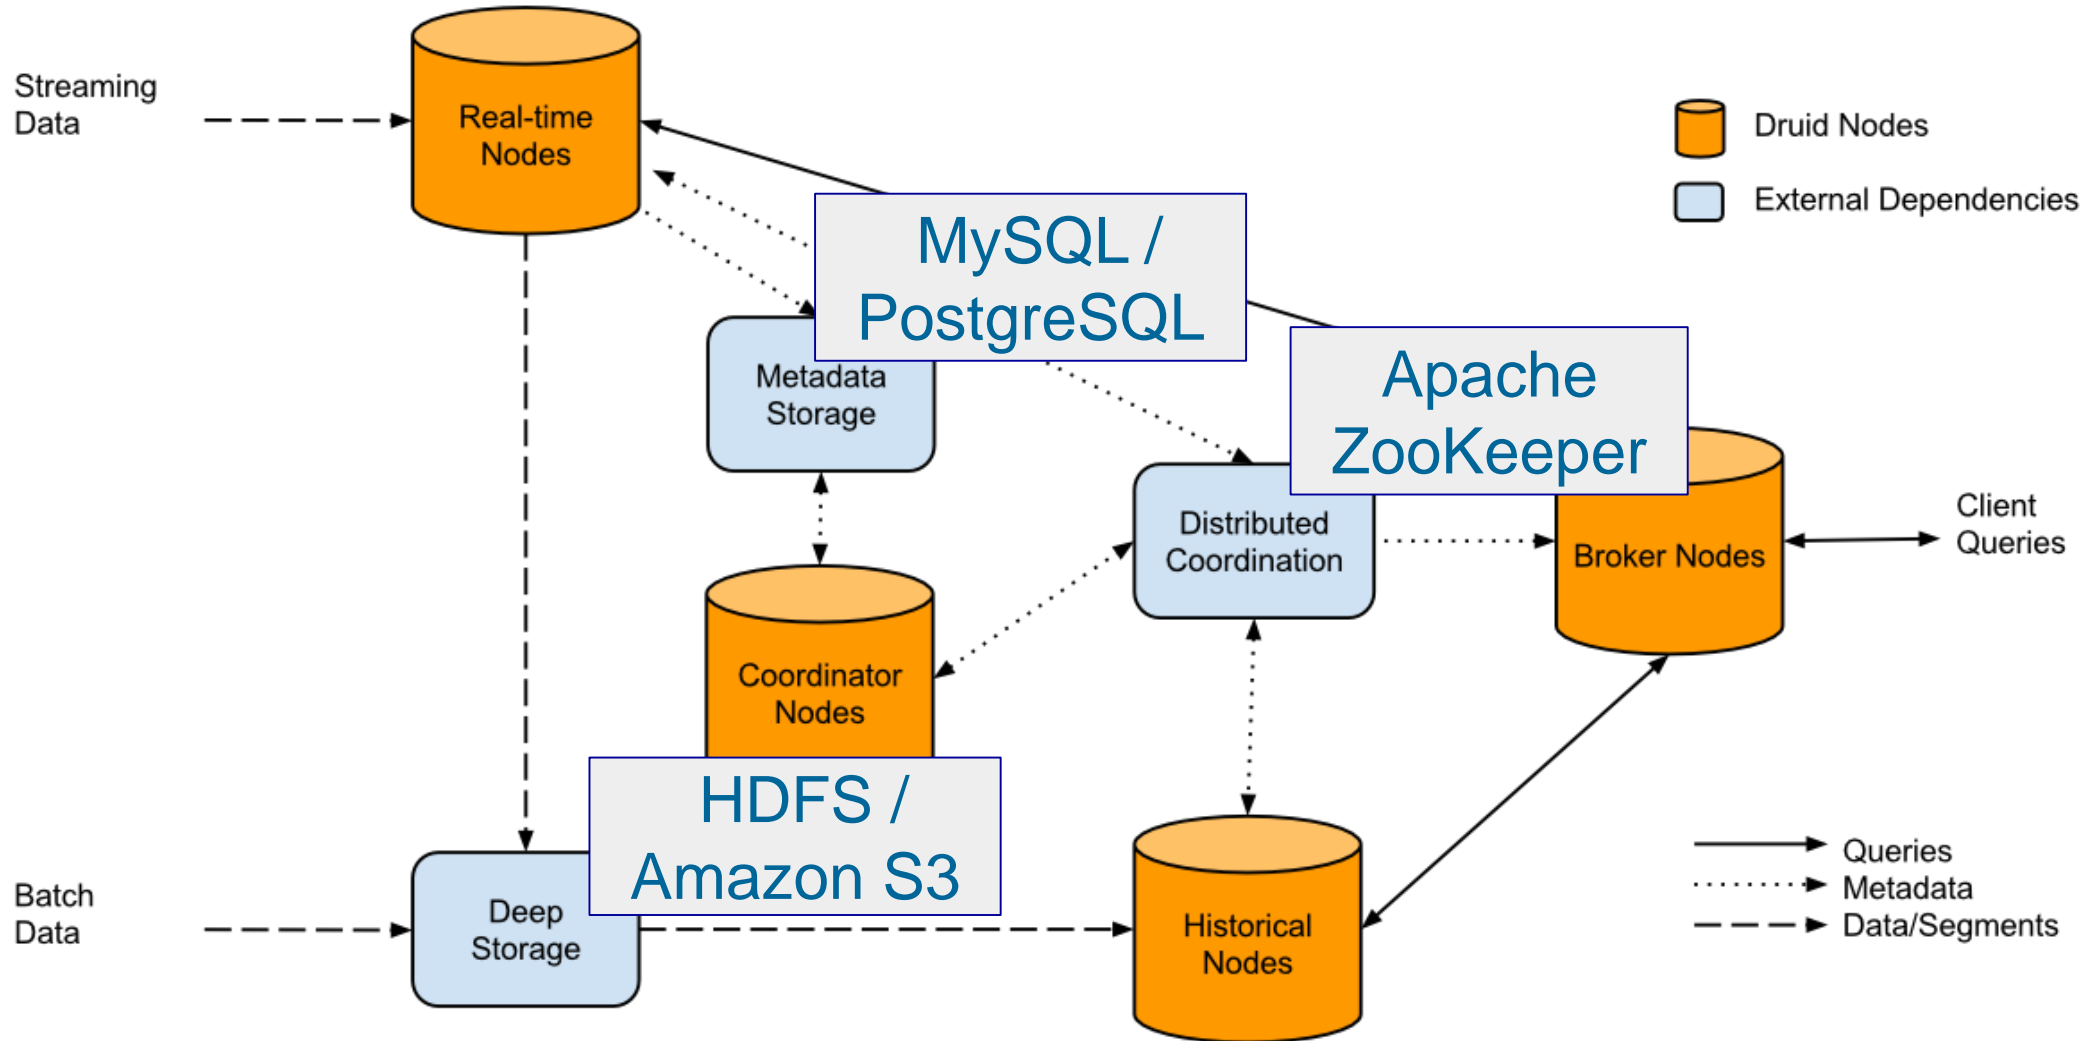 Streaming
Data
Real-time
Nodes
Druid Nodes
External Dependencies
MySQL /
PostgreSQL
Metadata
Storage
Apache
ZooKeeper
Distributed
Coordination
Broker Nodes
Client
Queries
Coordinator
Nodes
HDFS /
Amazon S3
Batch
Data
Deep
Storage
Historical
Nodes
Queries
Metadata
Data/Segments